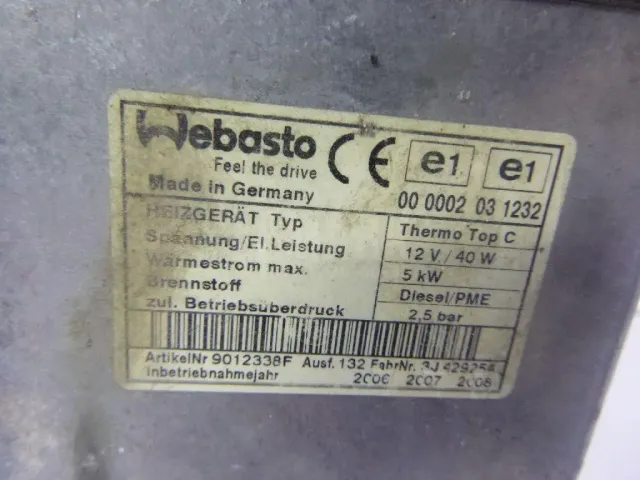 Webasto
Feel the drive
Made in Germany
CE e1 e1
00 0002 03 1232
HEIZGERÄT Typ Thermo Top C
Spannung/El.Leistung 12 V / 40 W
Wärmestrom max. 5 kW
Brennstoff Diesel/PME
zul. Betriebsüberdruck 2,5 bar
ArtikelNr 9012338F Ausf. 132 FahrNr.
Inbetriebnahmejahr 2006 2007 2008